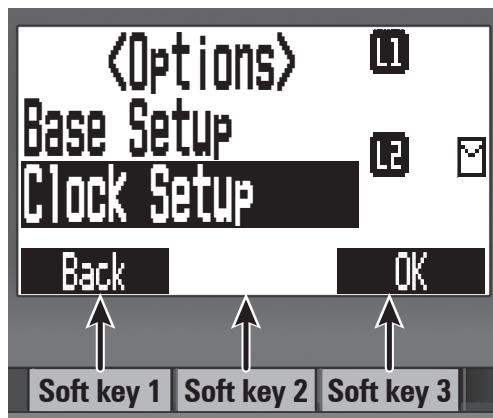 <Options> L1
Base Setup
L2
Clock Setup
Back OK
Soft key 1 Soft key 2 Soft key 3